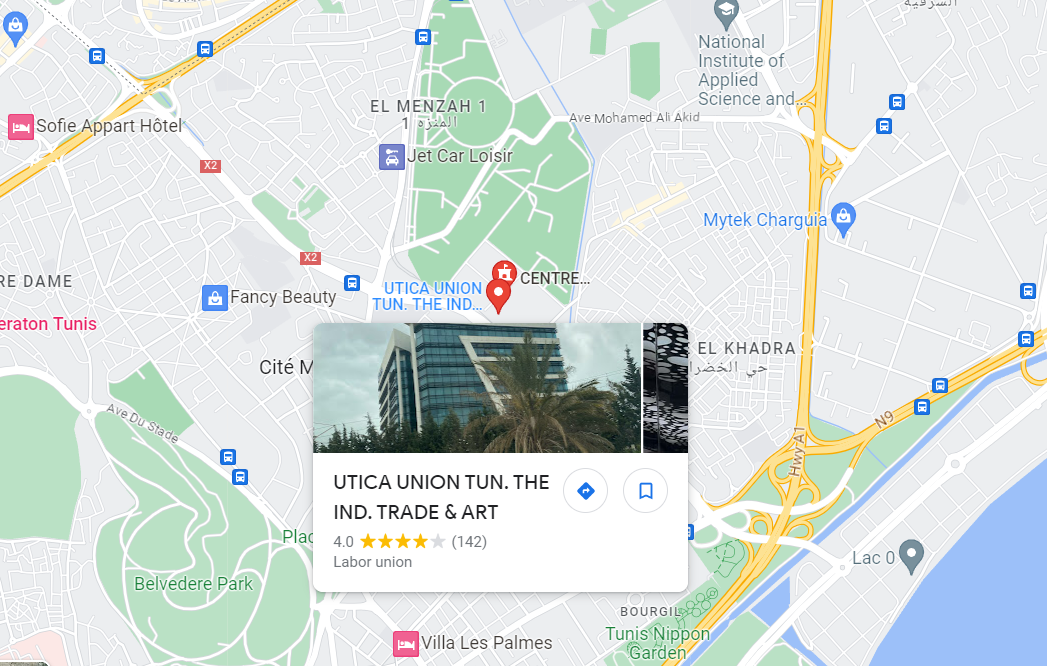 السرقية
National
Institute of
Applied
Science and...
EL MENZAH 1
المنزه 1
Ave Mohamed Ali Akid
Sofie Appart Hôtel
Jet Car Loisir
X2
Mytek Charguia
X2
CENTRE...
RE DAME
UTICA UNION
TUN. THE IND...
Fancy Beauty
eraton Tunis
EL KHADRA
حي الخضرا
Cité M
Ave Du Stade
N9
Hwy A1
UTICA UNION TUN. THE
IND. TRADE & ART
4.0 (142)
Labor union
Plac
Lac 0
Belvedere Park
BOURGIL
Villa Les Palmes
Tunis Nippon
Garden